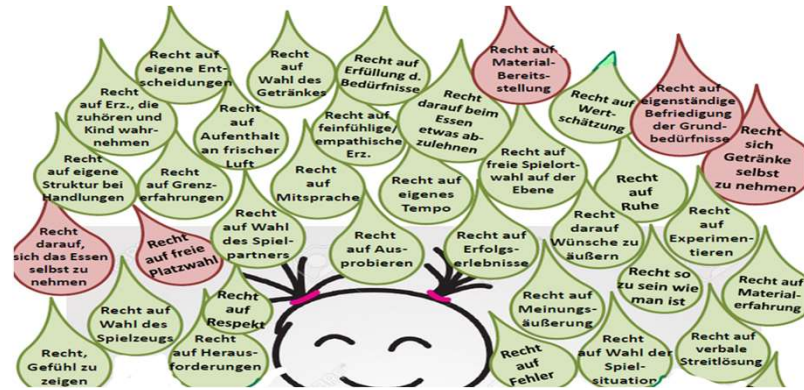 Recht auf
eigene Ent-
scheidungen
Recht
auf
Wahl des
Getränkes
Recht auf
Erfüllung d.
Bedürfnisse
Recht auf
Material-
Bereits-
stellung
Recht
auf Erz., die
zuhören und
Kind wahr-
nehmen
Recht
auf
Aufenthalt
an frischer
Luft
Recht auf
feinfühlige/
empathische
Erz.
Recht
darauf beim
Essen
etwas ab-
zulehnen
Recht auf
Wert-
schätzung
Recht auf
eigenständige
Befriedigung
der Grund-
bedürfnisse
Recht
sich
Getränke
selbst
zu nehmen
Recht
auf eigene
Struktur bei
Handlungen
Recht
auf Grenz-
erfahrungen
Recht
auf
Mitsprache
Recht auf
eigenes
Tempo
Recht auf
freie Spielort-
wahl auf der
Ebene
Recht
auf
Ruhe
Recht
darauf,
sich das Essen
selbst zu
nehmen
Recht
auf freie
Platzwahl
Recht
auf Wahl
des Spiel-
partners
Recht
auf Aus-
probieren
Recht
auf Erfolgs-
erlebnisse
Recht
darauf
Wünsche zu
äußern
Recht
auf
Experimen-
tieren
Recht auf
Wahl des
Spielzeugs
Recht
auf
Respekt
Recht auf
Meinungs-
äußerung
Recht so
zu sein wie
man ist
Recht auf
Material-
erfahrung
Recht,
Gefühl zu
zeigen
Recht
auf Heraus-
forderungen
Recht
auf
Fehler
Recht
auf Wahl der
Spiel-
situation
Recht auf
verbale
Streitlösung